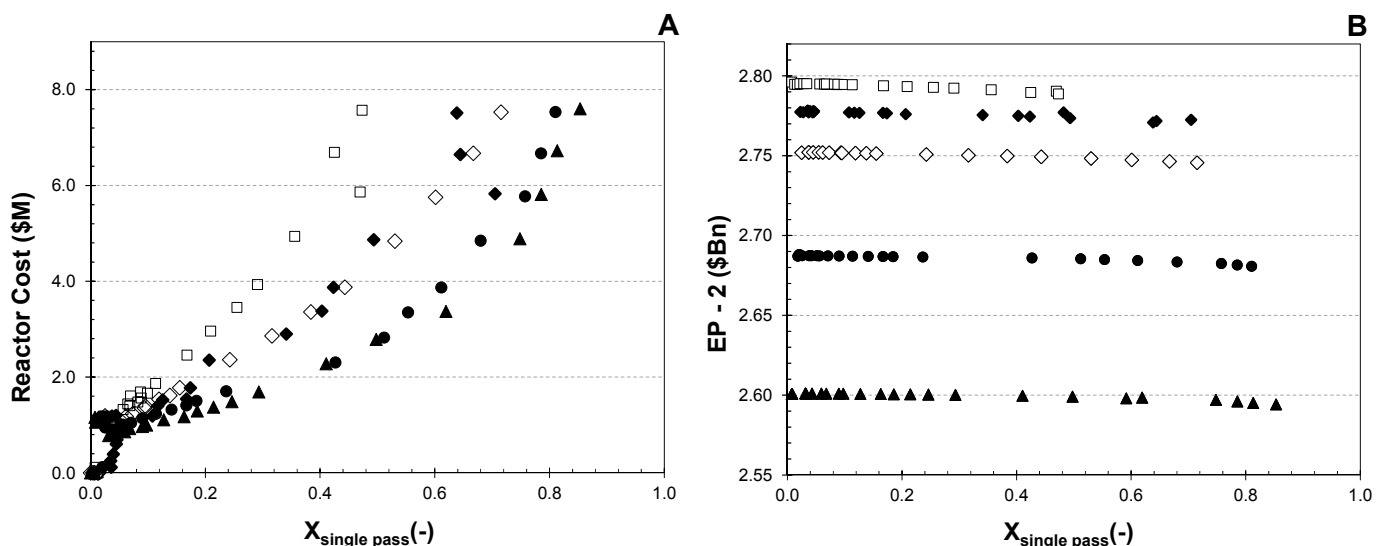 A
Reactor Cost ($M)
8.0
6.0
4.0
2.0
0.0
0.0 0.2 0.4 0.6 0.8 1.0
X single pass(-)
B
EP - 2 ($Bn)
2.80
2.75
2.70
2.65
2.60
2.55
0.0 0.2 0.4 0.6 0.8 1.0
X single pass(-)